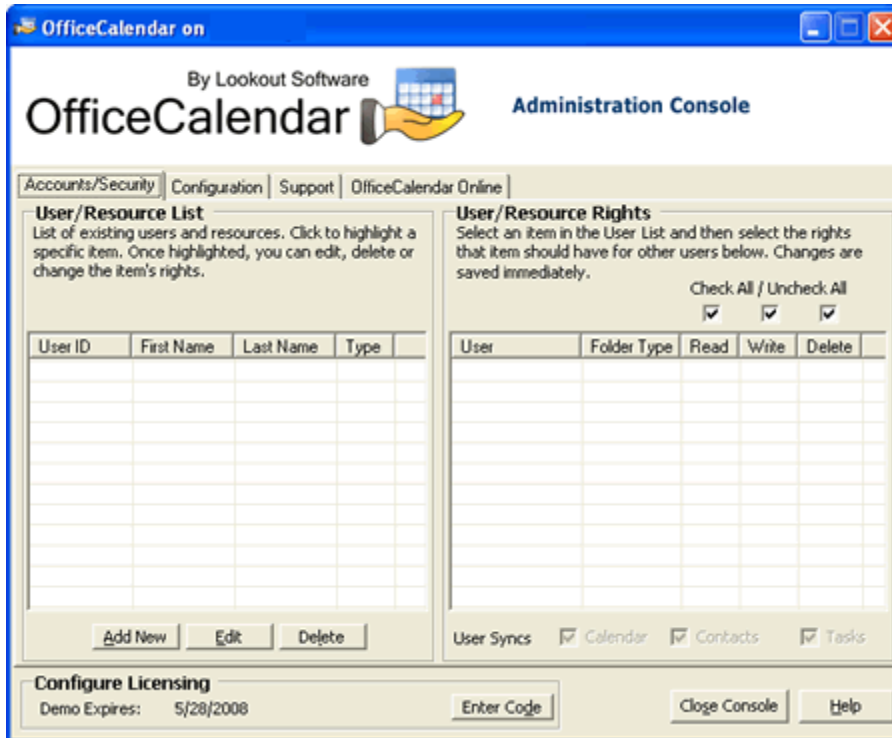 OfficeCalendar on
By Lookout Software
OfficeCalendar
Administration Console
Accounts/Security Configuration Support OfficeCalendar Online
User/Resource List
List of existing users and resources. Click to highlight a
specific item. Once highlighted, you can edit, delete or
change the item's rights.
User ID First Name Last Name Type
Add New Edit Delete
User/Resource Rights
Select an item in the User List and then select the rights
that item should have for other users below. Changes are
saved immediately.
Check All / Uncheck All
User Folder Type Read Write Delete
User Syncs Calendar Contacts Tasks
Configure Licensing
Demo Expires: 5/28/2008
Enter Code
Close Console Help